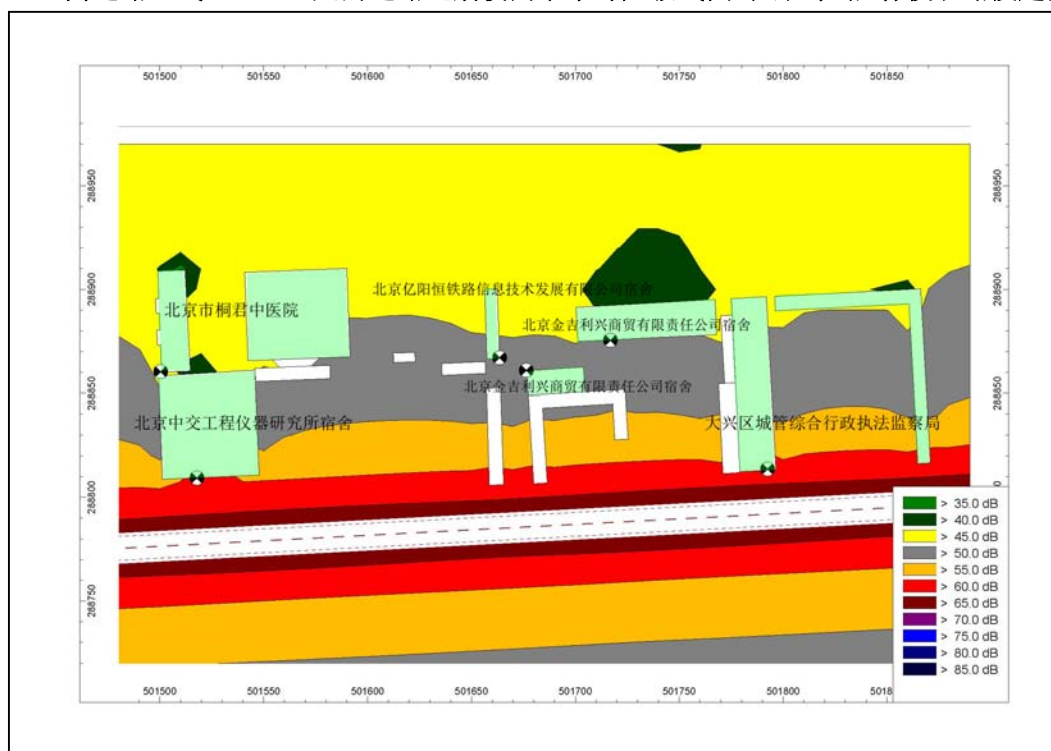 501500 501550 501600 501650 501700 501750 501800 501850
288950
288950
288900
288900
北京亿阳恒铁路信息技术发展有限公司宿舍
北京市桐君中医院
北京金吉利兴商贸有限责任公司宿舍
288850
288850
北京金吉利兴商贸有限责任公司宿舍
北京中交工程仪器研究所宿舍
大兴区城管综合行政执法监察局
288800
288750
> 35.0 dB
> 40.0 dB
> 45.0 dB
> 50.0 dB
> 55.0 dB
> 60.0 dB
> 65.0 dB
> 70.0 dB
> 75.0 dB
> 80.0 dB
> 85.0 dB
501500 501550 501600 501650 501700 501750 501800